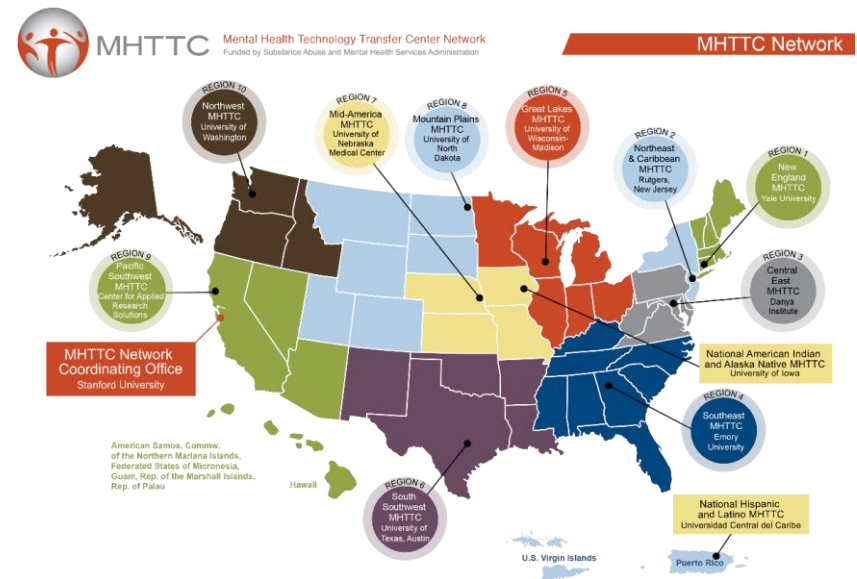 MHTTC
Mental Health Technology Transfer Center Network
Funded by Substance Abuse and Mental Health Services Administration
MHTTC Network
REGION 10
Northwest
MHTTC
University of
Washington
REGION 7
Mid-America
MHTTC
University of
Nebraska
Medical Center
REGION 8
Mountain Plains
MHTTC
University of
North
Dakota
REGION 5
Great Lakes
MHTTC
University of
Wisconsin-
Madison
REGION 2
Northeast
& Caribbean
MHTTC
Rutgers,
New Jersey
REGION 1
New
England
MHTTC
Yale University
REGION 9
Pacific
Southwest
MHTTC
Center for Applied
Research
Solutions
REGION 3
Central
East
MHTTC
Danya
Institute
MHTTC Network
Coordinating Office
Stanford University
National American Indian
and Alaska Native MHTTC
University of Iowa
REGION 4
Southeast
MHTTC
Emory
University
American Samoa, Commw.
of the Northern Mariana Islands,
Federated States of Micronesia,
Guam, Rep. of the Marshall Islands,
Rep. of Palau
Hawaii
REGION 6
South
Southwest
MHTTC
University of
Texas, Austin
National Hispanic
and Latino MHTTC
Universidad Central del Caribe
U.S. Virgin Islands
Puerto Rico